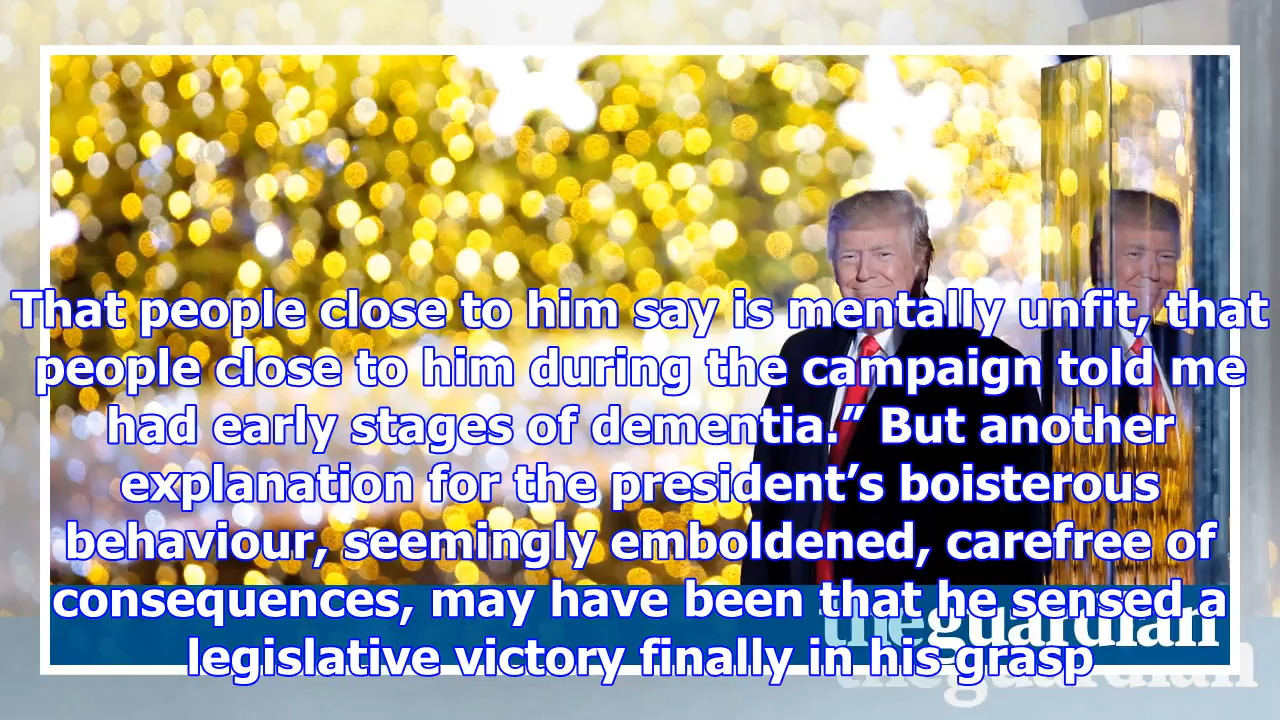 That people close to him say is mentally unfit, that
people close to him during the campaign told me
had early stages of dementia.” But another
explanation for the president’s boisterous
behaviour, seemingly emboldened, carefree of
consequences, may have been that he sensed a
legislative victory finally in his grasp
theguardian
theguardian